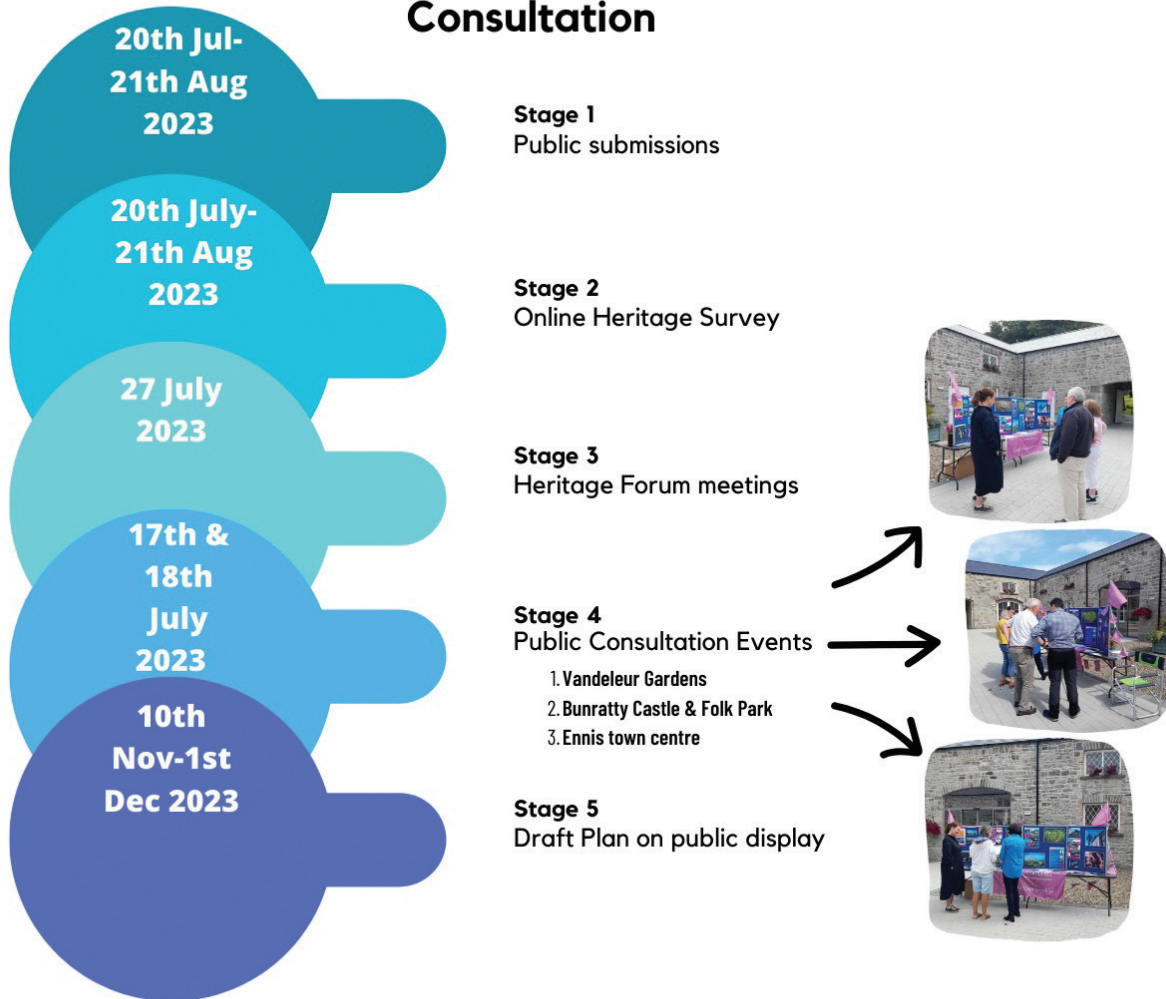 Consultation
20th Jul-
21th Aug
2023
Stage 1
Public submissions
20th July-
21th Aug
2023
Stage 2
Online Heritage Survey
27 July
2023
Stage 3
Heritage Forum meetings
17th &
18th
July
2023
Stage 4
Public Consultation Events
1. Vandeleur Gardens
2. Bunratty Castle & Folk Park
3. Ennis town centre
10th
Nov-1st
Dec 2023
Stage 5
Draft Plan on public display